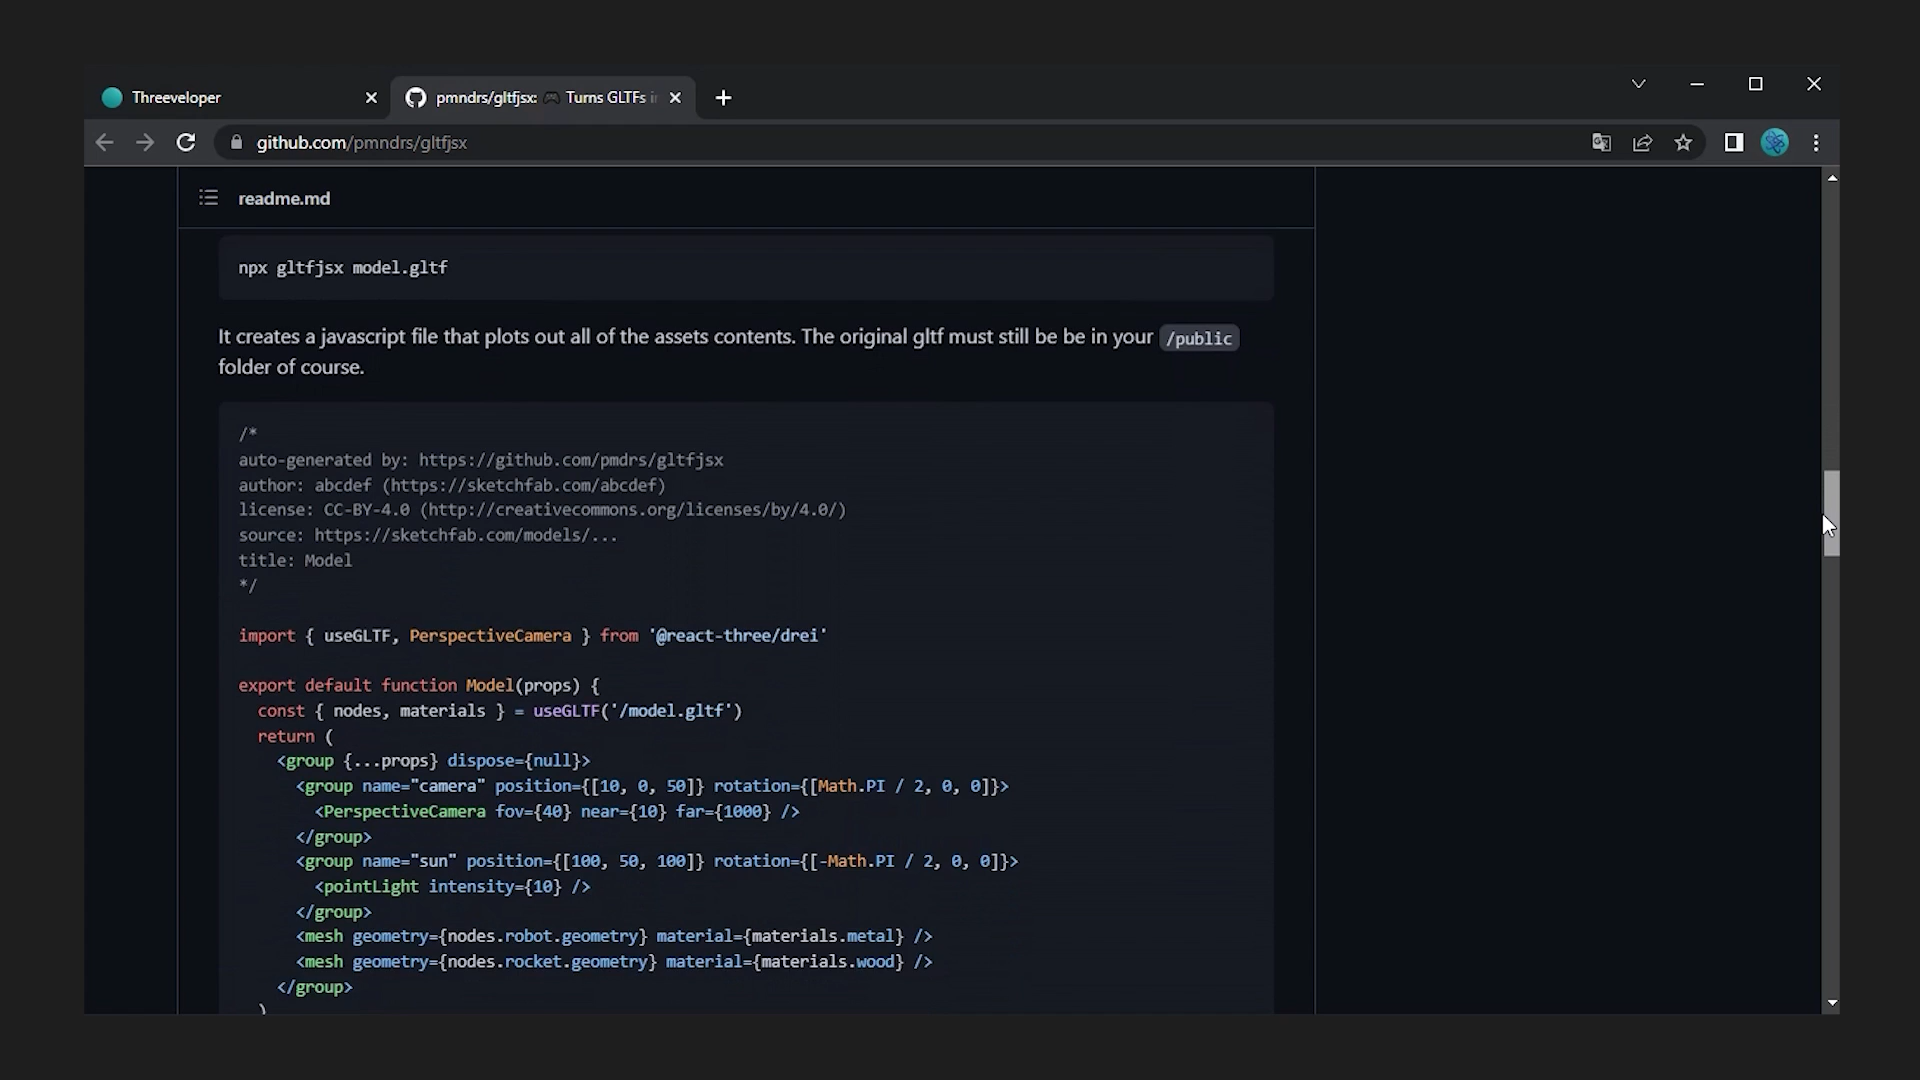 Threeveloper
pmndrs/gltfjsx: 🎮 Turns GLTFs i
github.com/pmndrs/gltfjsx
readme.md
npx gltfjsx model.gltf
It creates a javascript file that plots out all of the assets contents. The original gltf must still be be in your /public
folder of course.
/*
auto-generated by: https://github.com/pmdrs/gltfjsx
author: abcdef (https://sketchfab.com/abcdef)
license: CC-BY-4.0 (http://creativecommons.org/licenses/by/4.0/)
source: https://sketchfab.com/models/...
title: Model
*/
import { useGLTF, PerspectiveCamera } from '@react-three/drei'
export default function Model(props) {
const { nodes, materials } = useGLTF('/model.gltf')
return (
<group {...props} dispose={null}>
<group name="camera" position={[10, 0, 50]} rotation={[Math.PI / 2, 0, 0]}>
<PerspectiveCamera fov={40} near={10} far={1000} />
</group>
<group name="sun" position={[100, 50, 100]} rotation={[-Math.PI / 2, 0, 0]}>
<pointLight intensity={10} />
</group>
<mesh geometry={nodes.robot.geometry} material={materials.metal} />
<mesh geometry={nodes.rocket.geometry} material={materials.wood} />
</group>
)